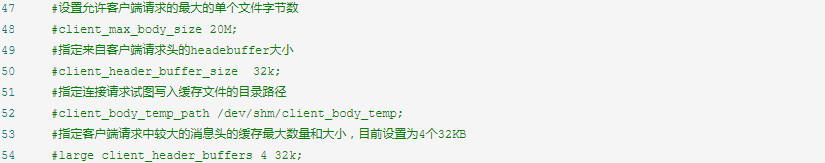 47 #设置允许客户端请求的最大的单个文件字节数
48 #client_max_body_size 20M;
49 #指定来自客户端请求头的headebuffer大小
50 #client_header_buffer_size  32k;
51 #指定连接请求试图写入缓存文件的目录路径
52 #client_body_temp_path /dev/shm/client_body_temp;
53 #指定客户端请求中较大的消息头的缓存最大数量和大小，目前设置为4个32KB
54 #large client_header_buffers 4 32k;